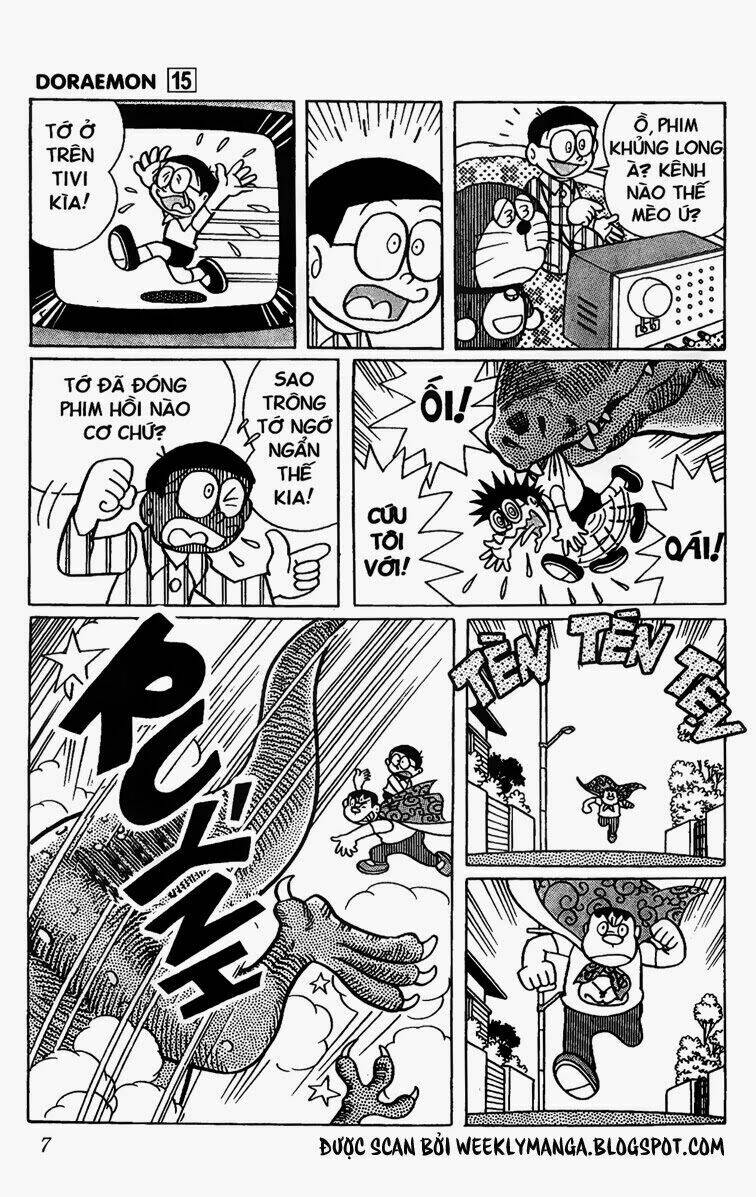 DORAEMON 15
Ồ, PHIM
KHỦNG LONG
À? KÊNH
NÀO THẾ
MÈO Ú?
TỚ Ở
TRÊN
TIVI
KÌA!
ỐI!
CỨU
TÔI
VỚI!
OÁI!
SAO
TRÔNG
TỚ NGỚ
NGẨN
THẾ
KIA!
TỚ ĐÃ ĐÓNG
PHIM HỒI NÀO
CƠ CHỨ?
TÈN TÈN TẸN
RUỲNH
7
ĐƯỢC SCAN BỞI WEEKLYMANGA.BLOGSPOT.COM